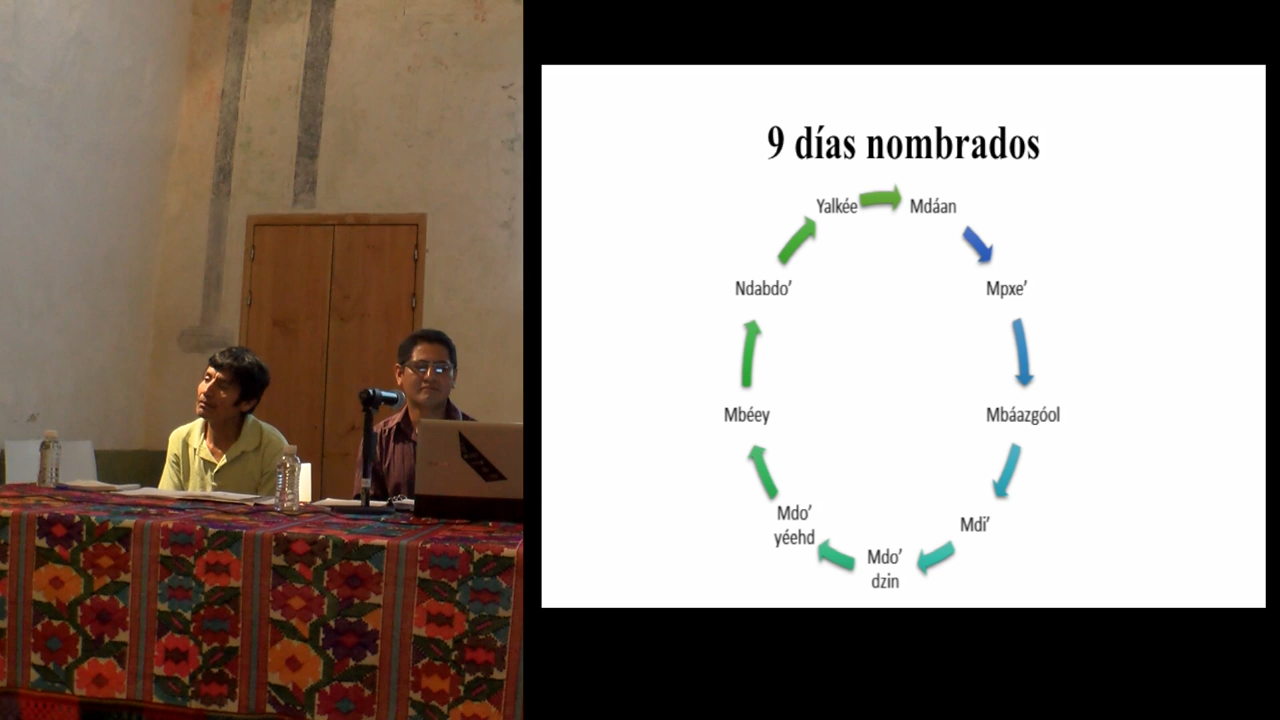 9 días nombrados
Yalkée
Mdáan
Mpxe’
Mbáazgóol
Mdi’
Mdo’
dzin
Mdo’
yéehd
Mbéey
Ndabdo’